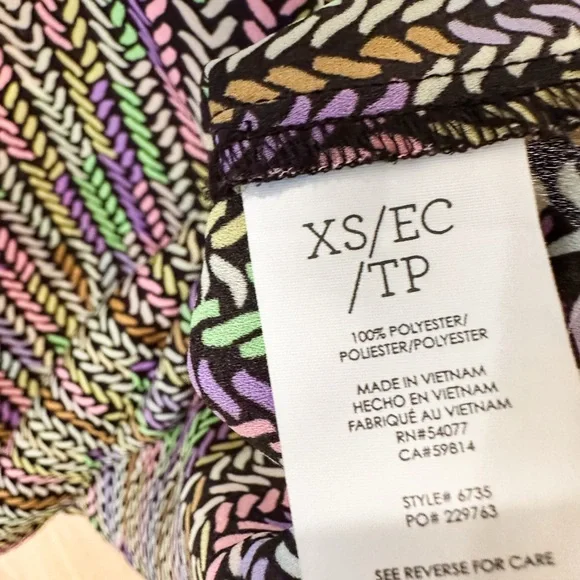 XS/EC
/TP
100% POLYESTER/
POLIESTER/POLYESTER
MADE IN VIETNAM
HECHO EN VIETNAM
FABRIQUÉ AU VIETNAM
RN#54077
CA#59814
STYLE# 6735
PO# 229763
SEE REVERSE FOR CARE